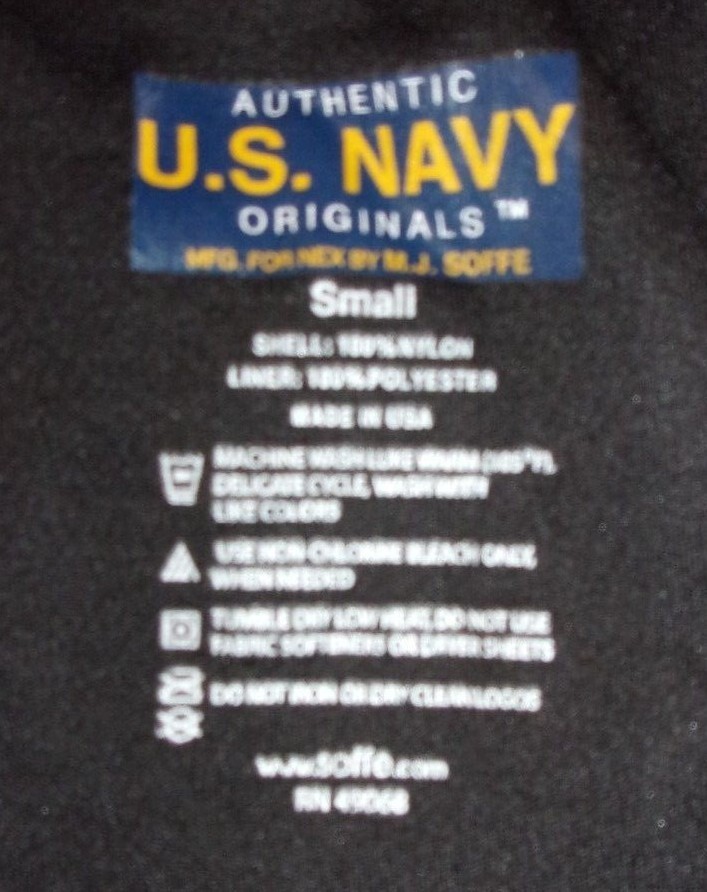 AUTHENTIC
U.S. NAVY
ORIGINALS™
MFG. FOR NEX BY M.J. SOFFE
Small
SHELL: 100% NYLON
LINER: 100% POLYESTER
MADE IN USA
MACHINE WASH LUKE WARM (105°F),
DELICATE CYCLE, WASH WITH
LIKE COLORS
USE NON-CHLORINE BLEACH ONLY,
WHEN NEEDED
TUMBLE DRY LOW HEAT, DO NOT USE
FABRIC SOFTENERS OR DRYER SHEETS
DO NOT IRON OR DRY CLEAN LOGOS
www.soffe.com
RN 49068